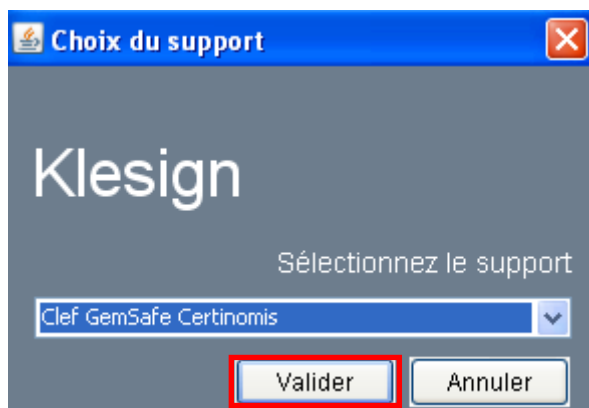 Choix du support
Klesign
Sélectionnez le support
Clef GemSafe Certinomis
Valider Annuler